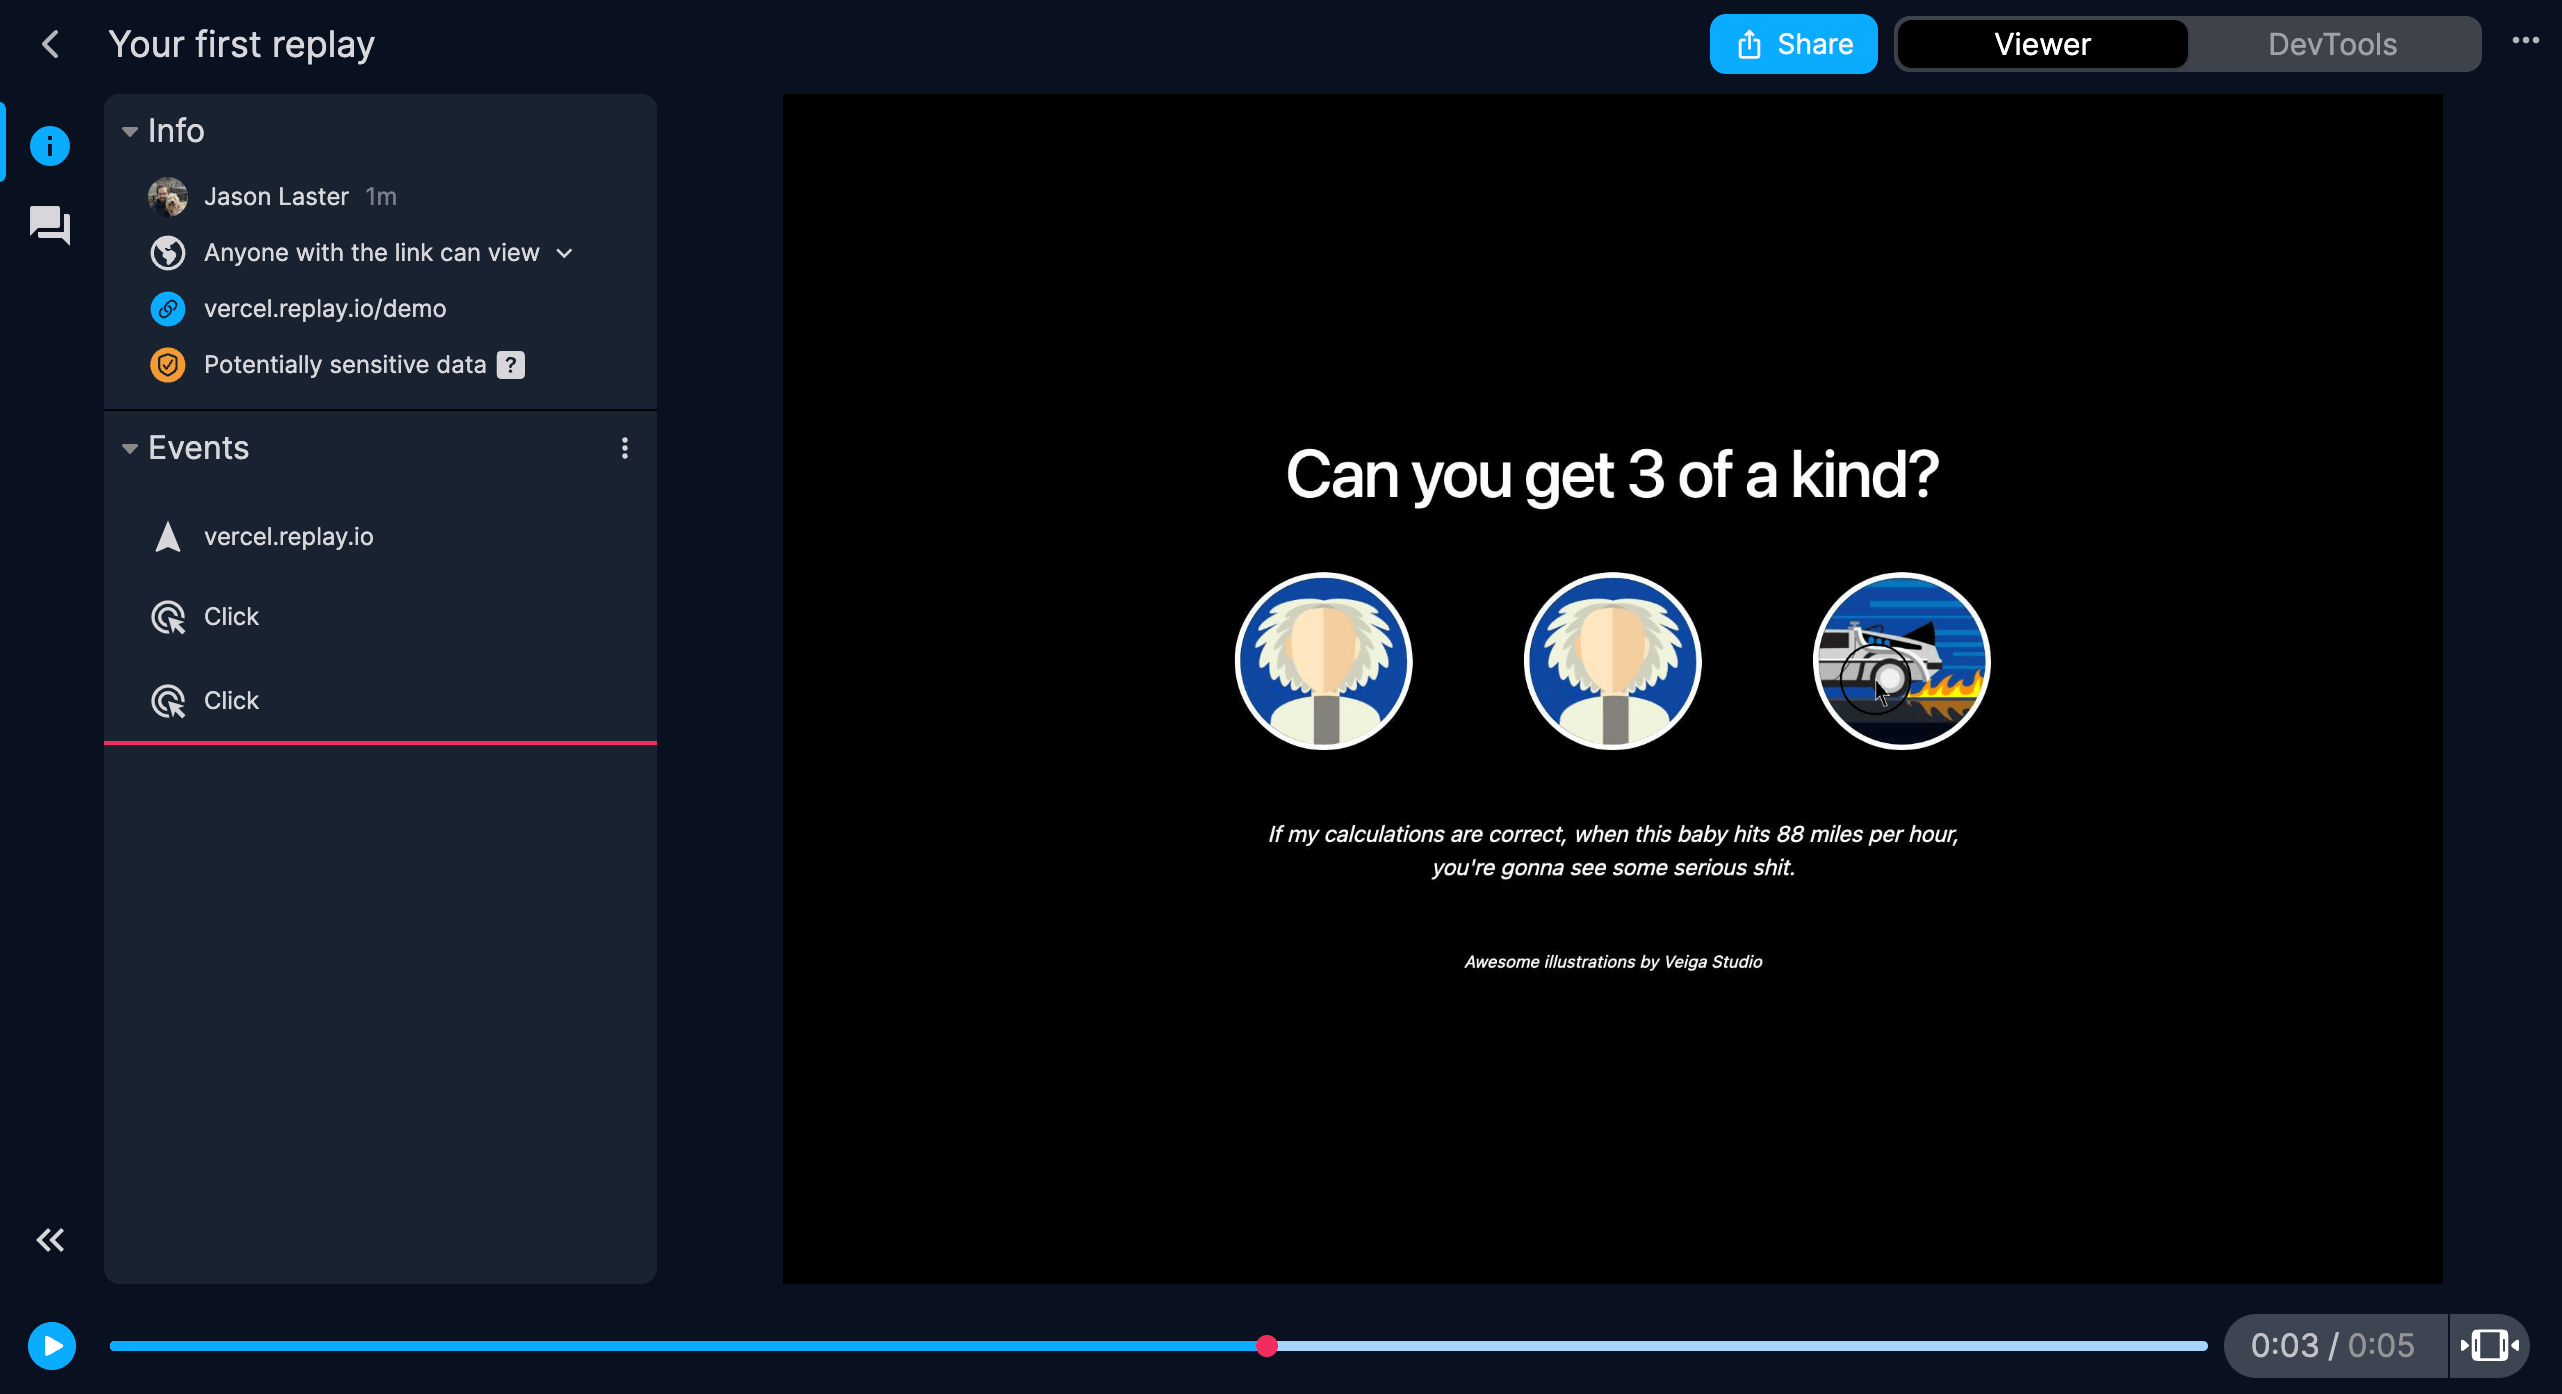 Your first replay
Share
Viewer
DevTools
Info
Jason Laster 1m
Anyone with the link can view
vercel.replay.io/demo
Potentially sensitive data ?
Events
vercel.replay.io
Click
Click
Can you get 3 of a kind?
If my calculations are correct, when this baby hits 88 miles per hour,
you're gonna see some serious shit.
Awesome illustrations by Veiga Studio
0:03 / 0:05